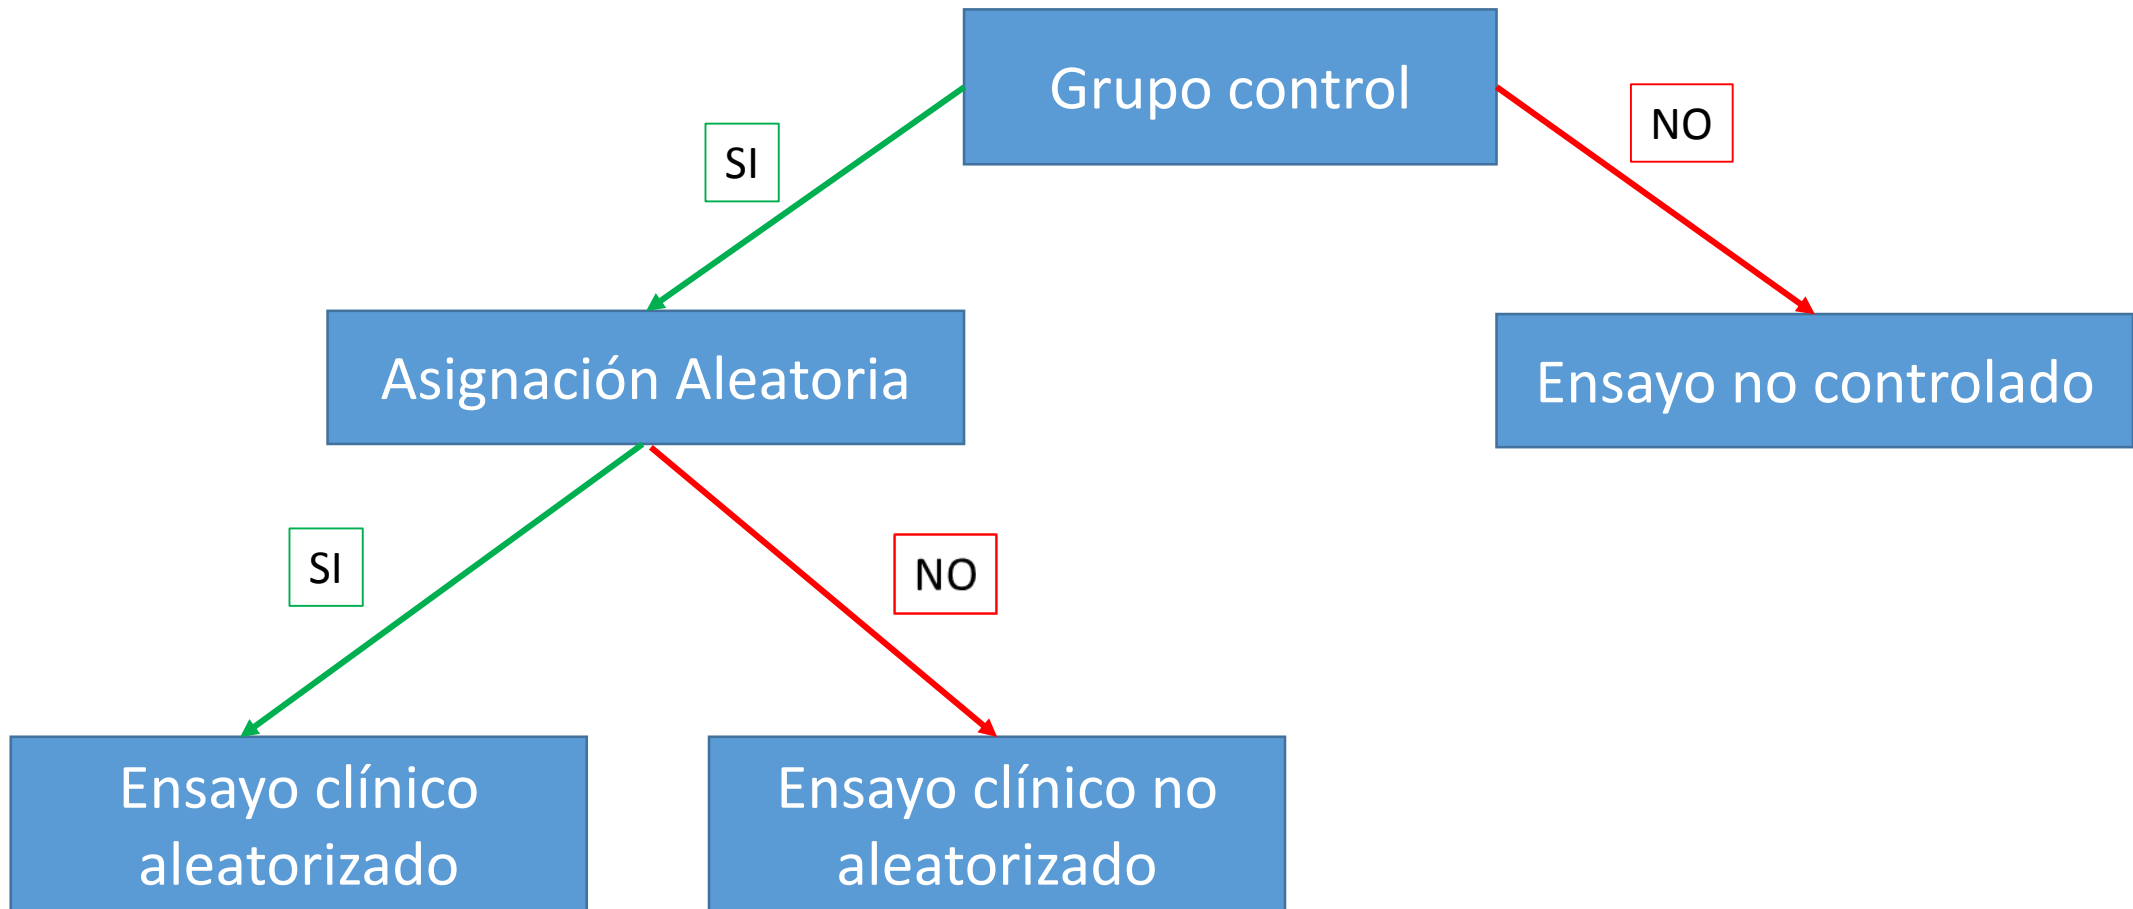 Grupo control
SI
NO
Asignación Aleatoria
Ensayo no controlado
SI
NO
Ensayo clínico
aleatorizado
Ensayo clínico no
aleatorizado